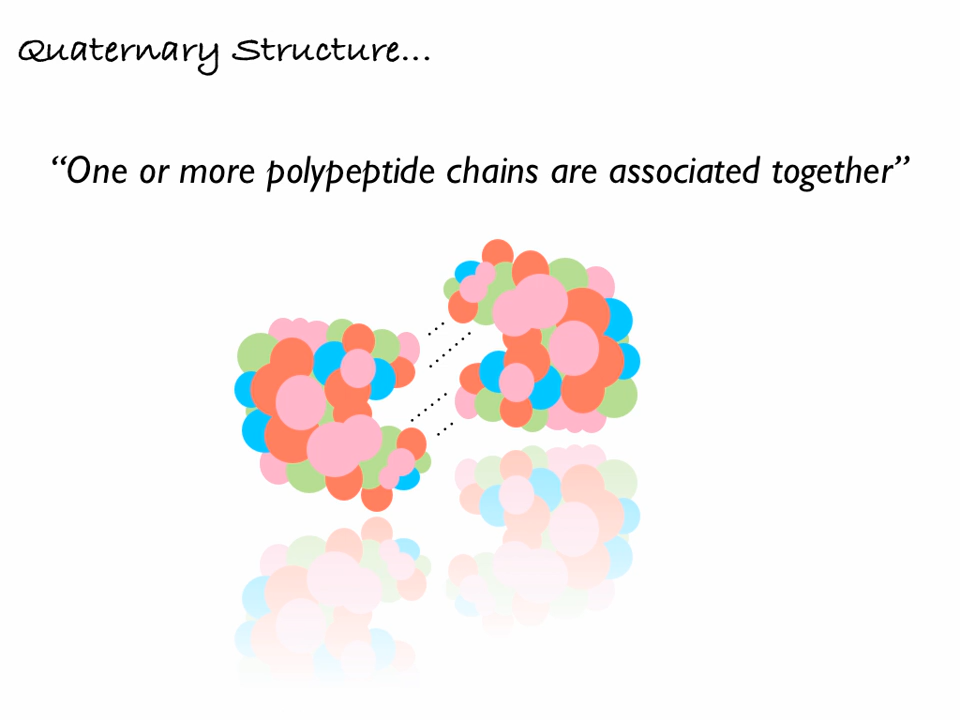 Quaternary Structure...
“One or more polypeptide chains are associated together”